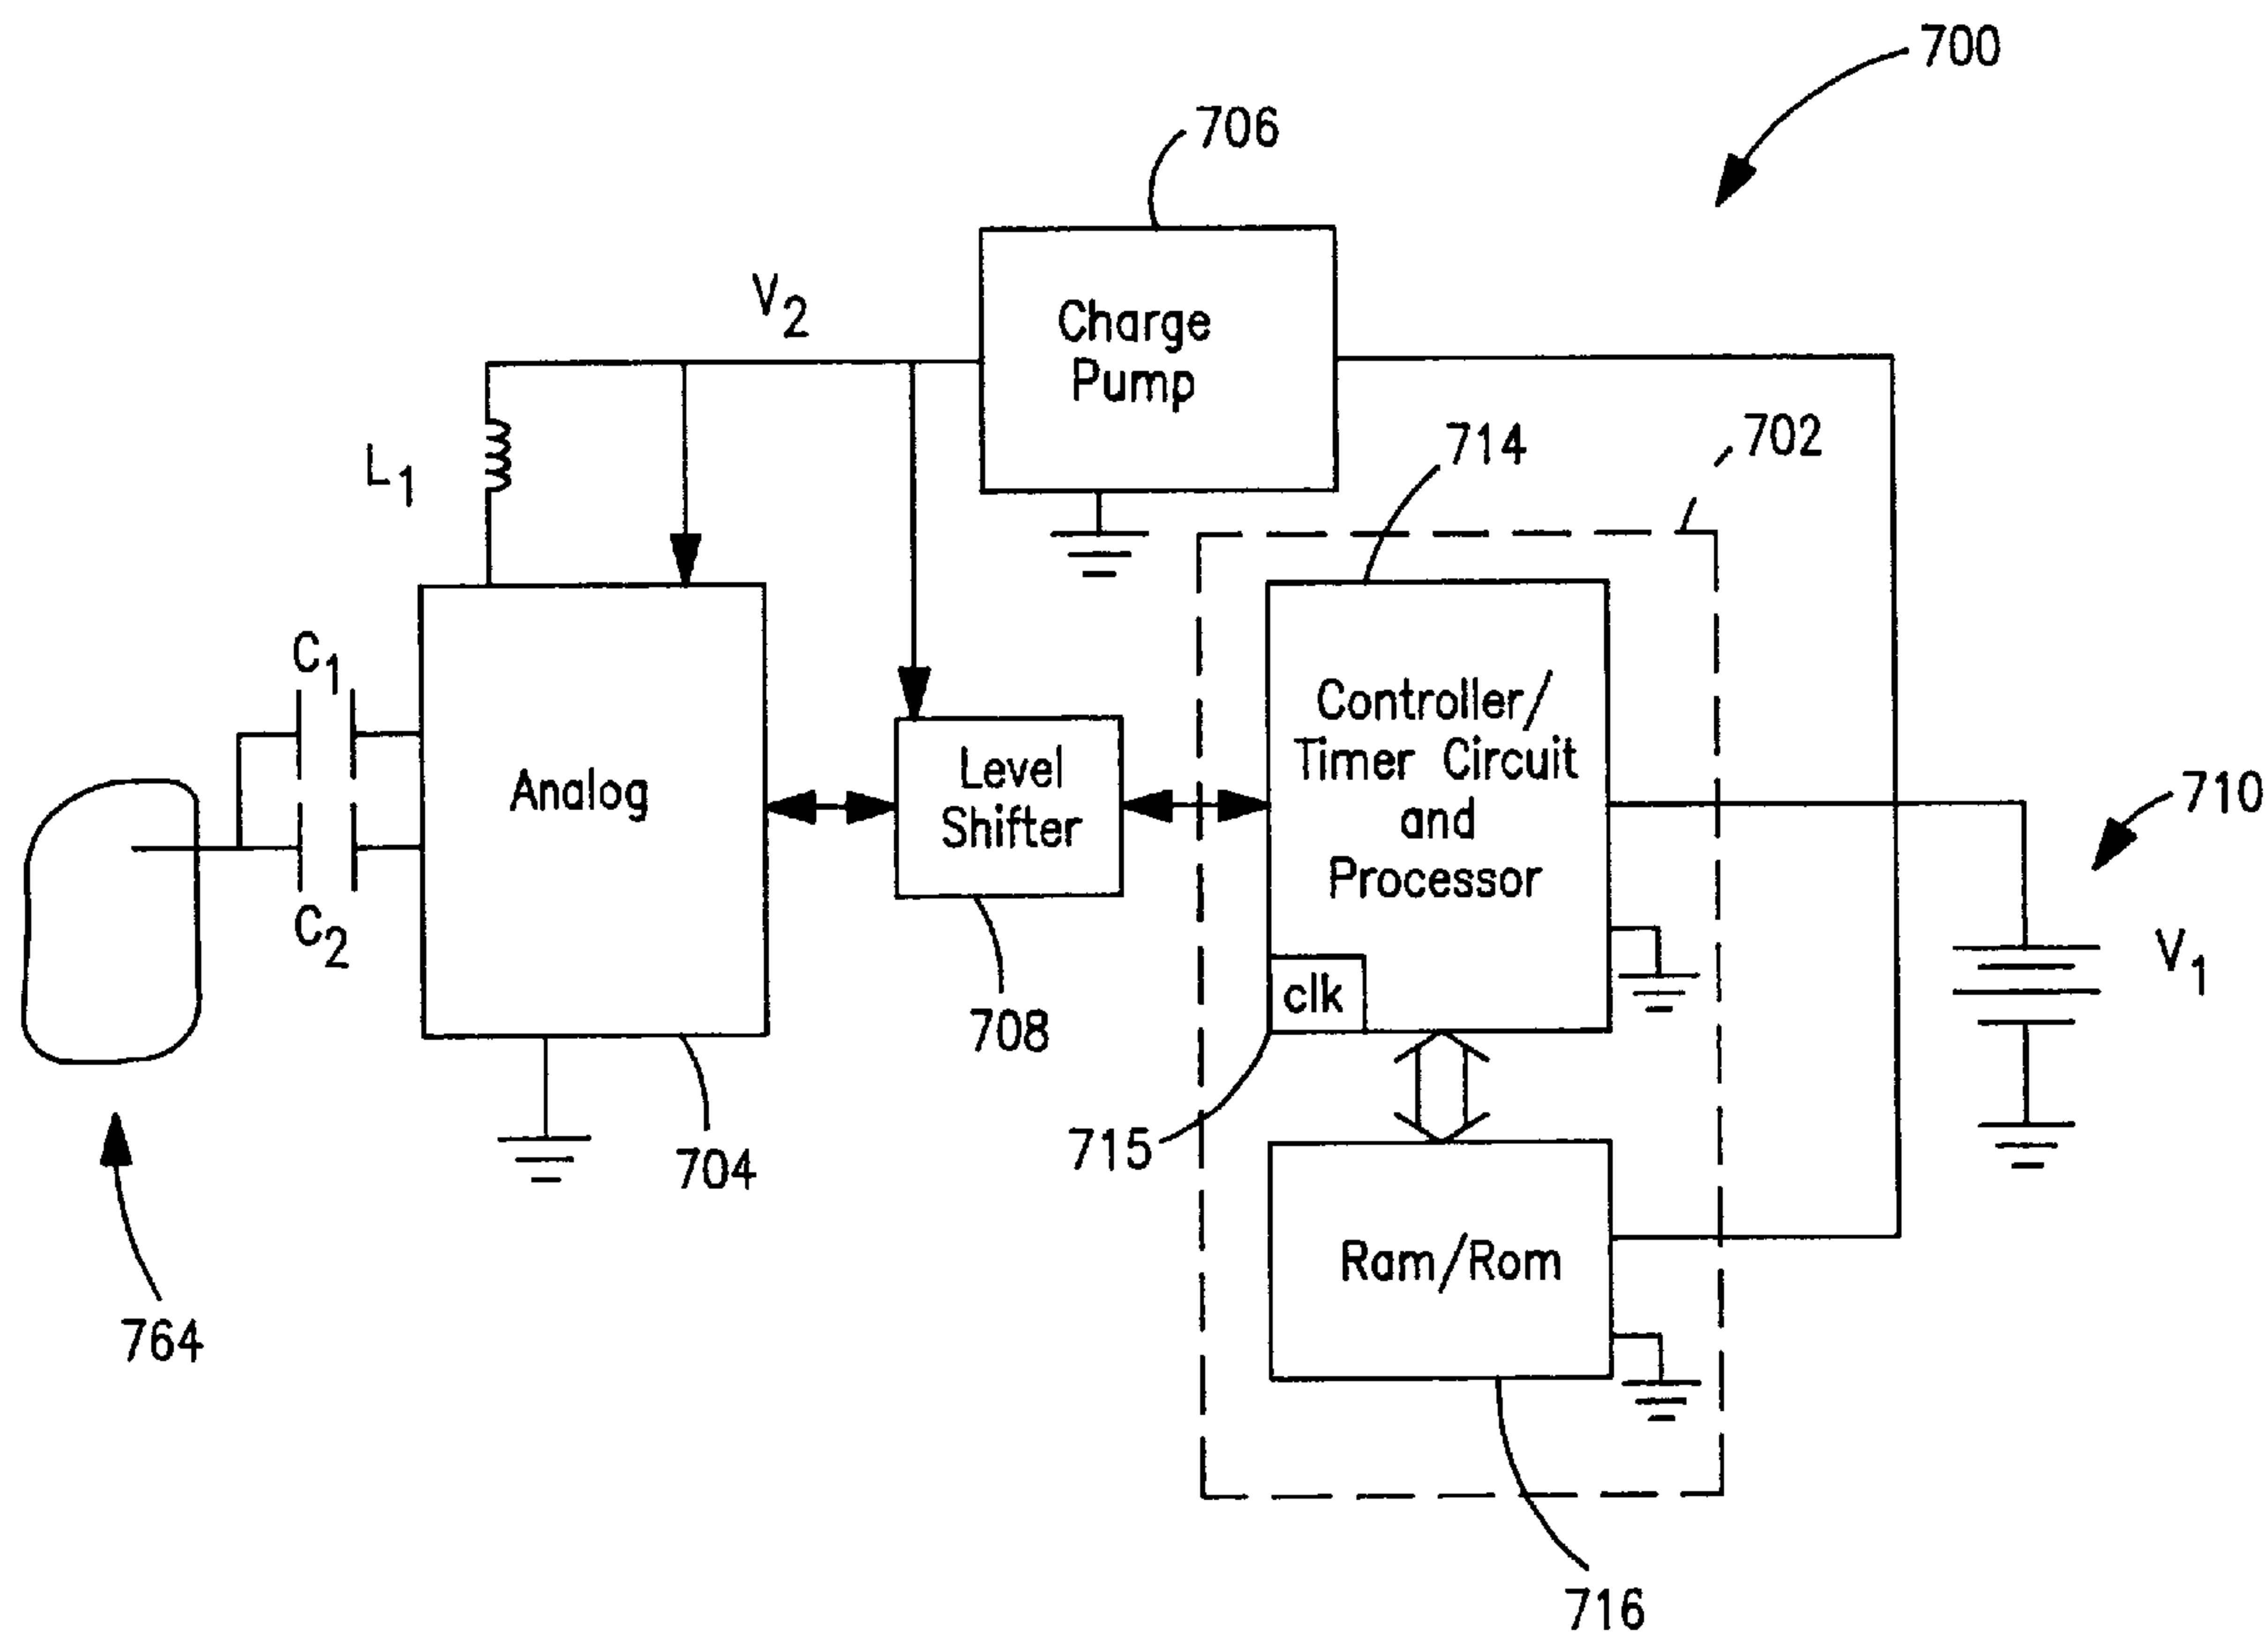 700
706
V2
Charge
Pump
702
714
L1
C1
Controller/
Timer Circuit
and
Processor
Level
Shifter
Analog
710
C2
V1
clk
708
715
704
Ram/Rom
764
716